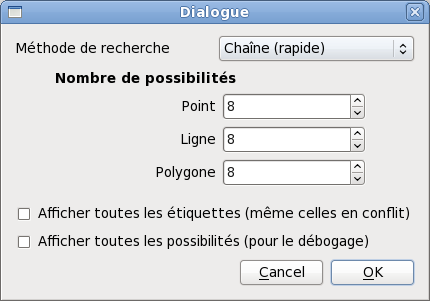 Dialogue
Méthode de recherche Chaîne (rapide)
Nombre de possibilités
Point 8
Ligne 8
Polygone 8
Afficher toutes les étiquettes (même celles en conflit)
Afficher toutes les possibilités (pour le débogage)
Cancel OK